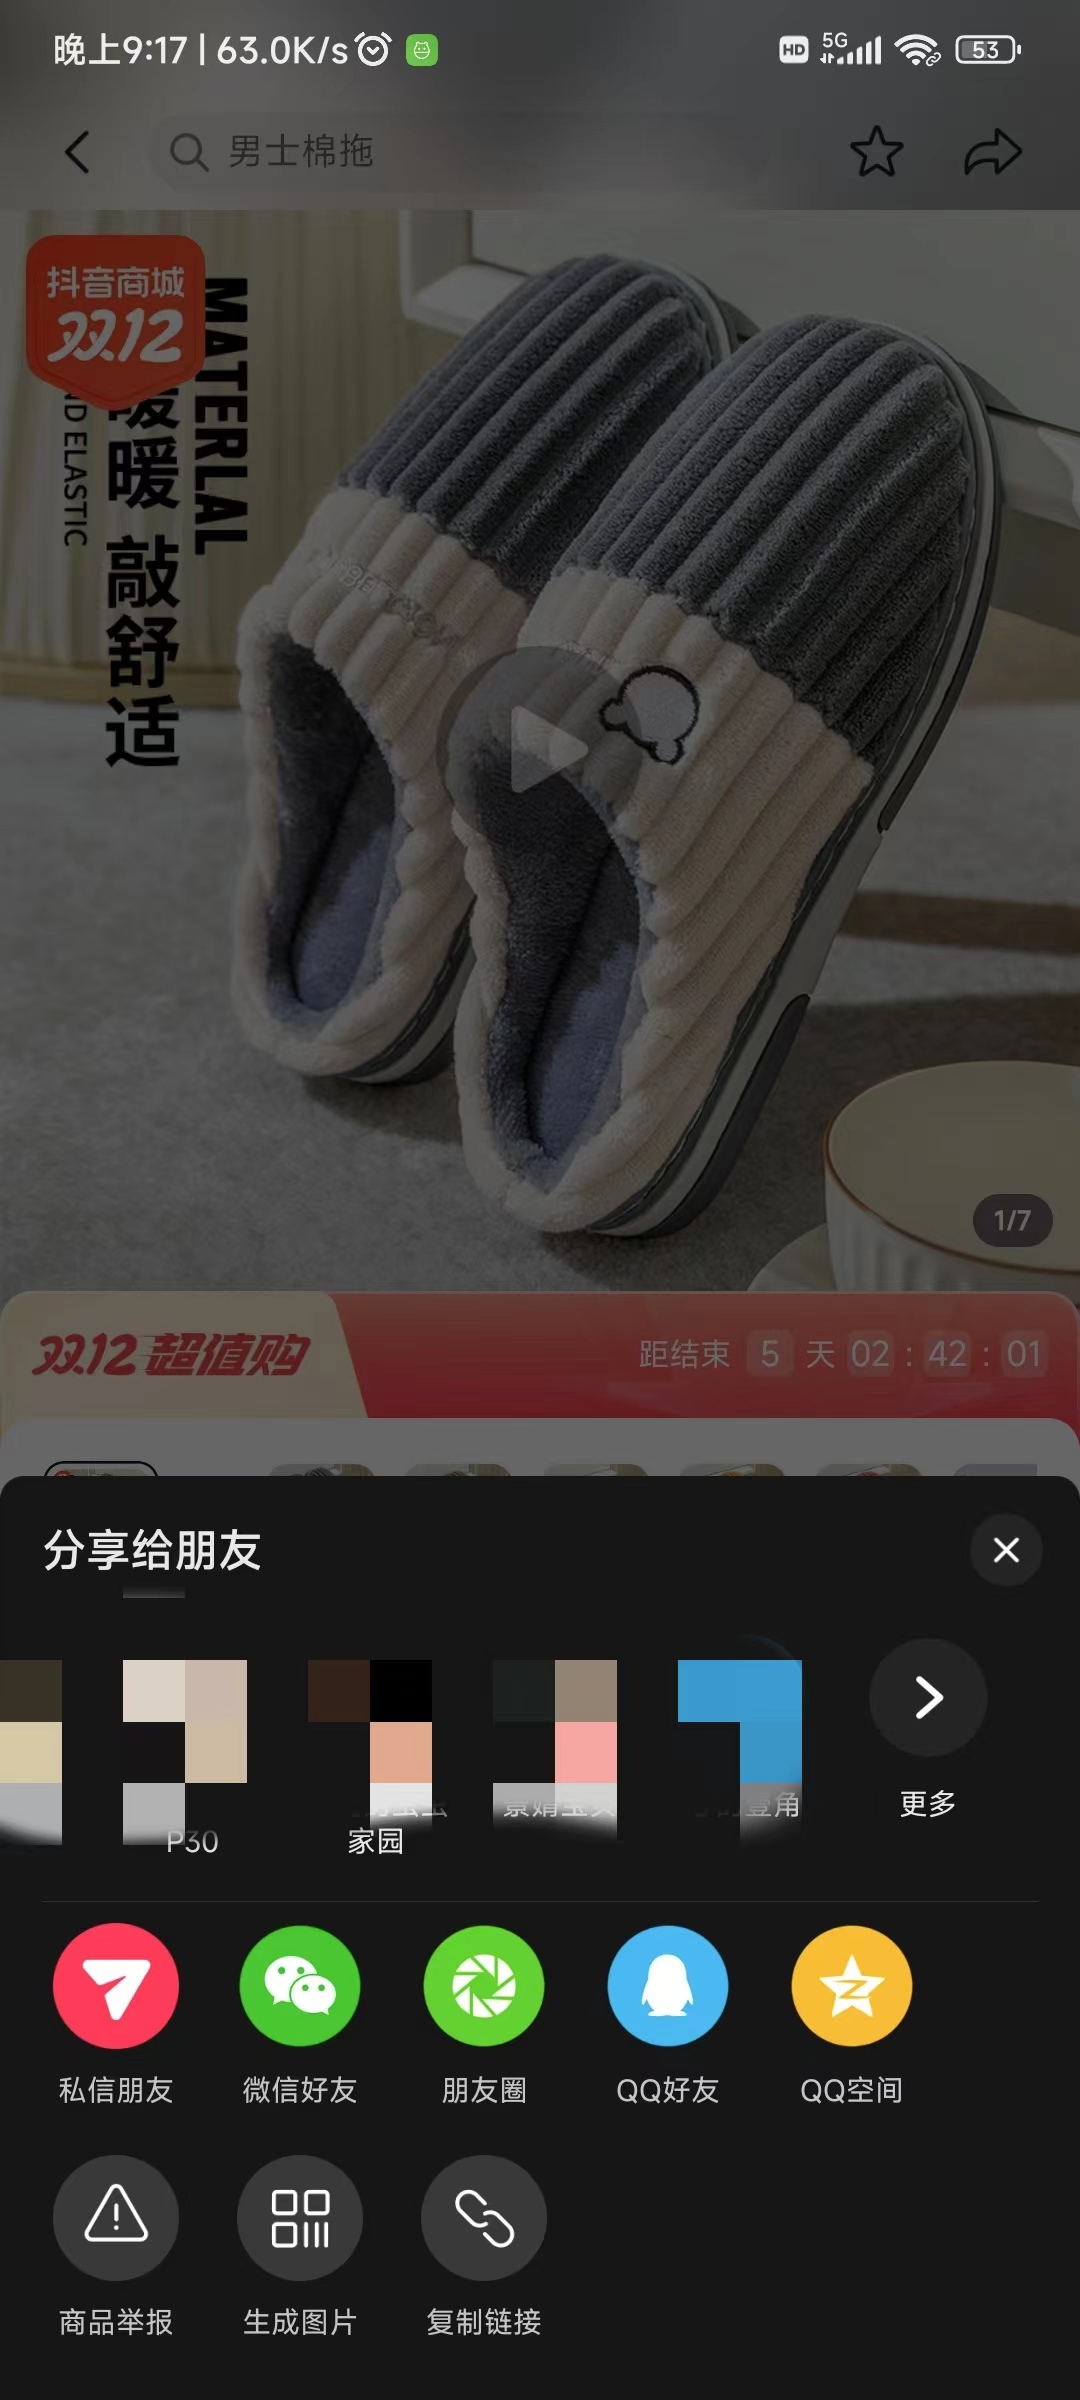 晚上9:17 | 63.0K/s
HD 5G 53
男士棉拖
抖音商城
双12
MATERLAL
暖暖 敲舒适
ND ELASTIC
1/7
双12 超值购
距结束 5 天 02 : 42 : 01
分享给朋友
P30
家园
壹角
更多
私信朋友
微信好友
朋友圈
QQ好友
QQ空间
商品举报
生成图片
复制链接